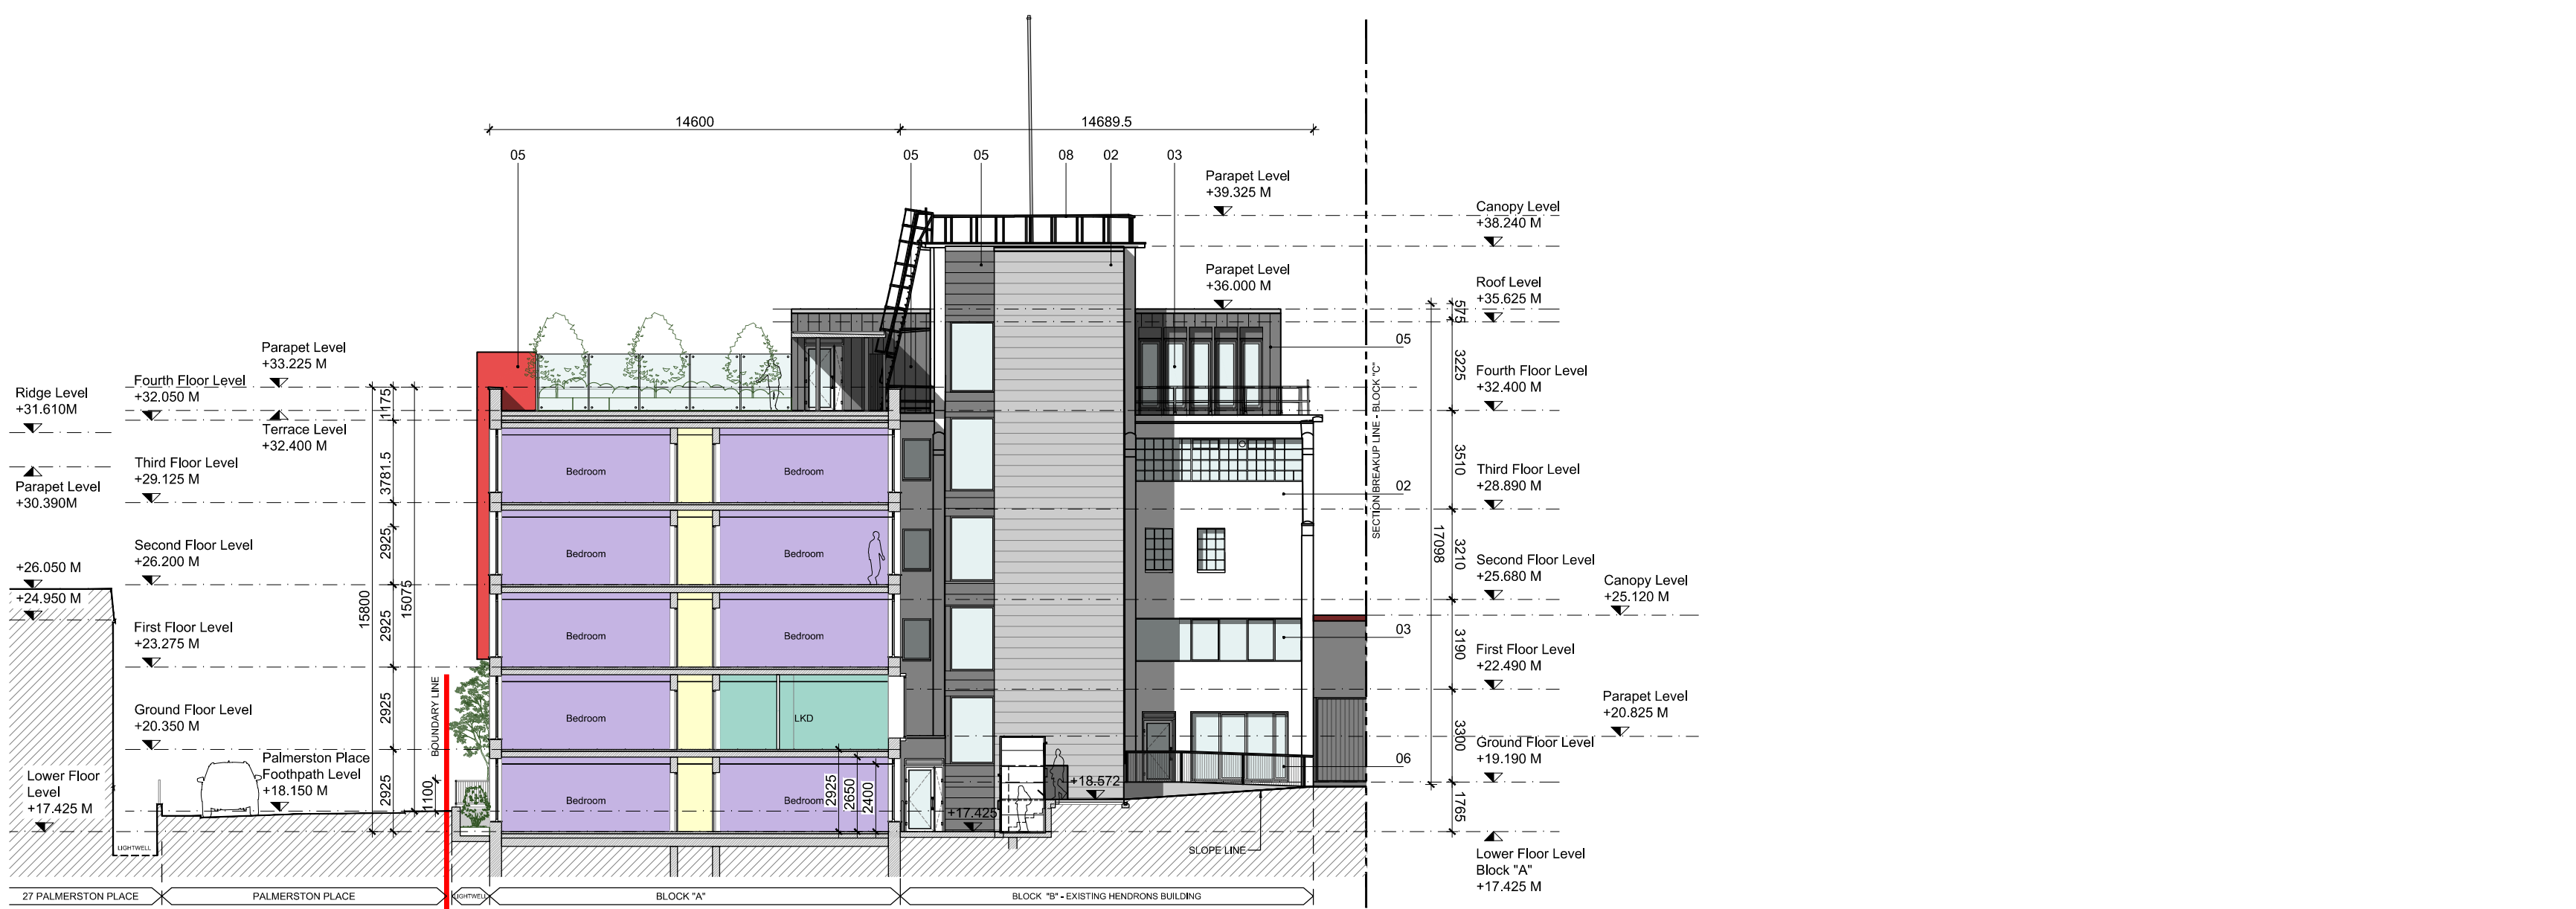 14600
14689.5
05
05
05
08
02
03
Parapet Level
+39.325 M
Canopy Level
+38.240 M
Parapet Level
+36.000 M
Roof Level
+35.625 M
575
05
3225
Parapet Level
+33.225 M
Fourth Floor Level
+32.050 M
Ridge Level
+31.610M
Terrace Level
+32.400 M
1175
Fourth Floor Level
+32.400 M
SECTION BREAKUP LINE - BLOCK "C"
Third Floor Level
+29.125 M
Parapet Level
+30.390M
3781.5
Bedroom
Bedroom
3510
Third Floor Level
+28.890 M
02
Second Floor Level
+26.200 M
+26.050 M
+24.950 M
2925
Bedroom
Bedroom
17098
3210
Second Floor Level
+25.680 M
Canopy Level
+25.120 M
15800
15075
First Floor Level
+23.275 M
2925
Bedroom
Bedroom
03
3190
First Floor Level
+22.490 M
Parapet Level
+20.825 M
Ground Floor Level
+20.350 M
2925
BOUNDARY LINE
Bedroom
LKD
3300
Ground Floor Level
+19.190 M
06
Palmerston Place
Foothpath Level
+18.150 M
Lower Floor
Level
+17.425 M
2925
1100
Bedroom
Bedroom
2925
2650
2400
+17.425
+18.572
1765
LIGHTWELL
SLOPE LINE
Lower Floor Level
Block "A"
+17.425 M
27 PALMERSTON PLACE
PALMERSTON PLACE
LIGHTWELL
BLOCK "A"
BLOCK "B" - EXISTING HENDRONS BUILDING